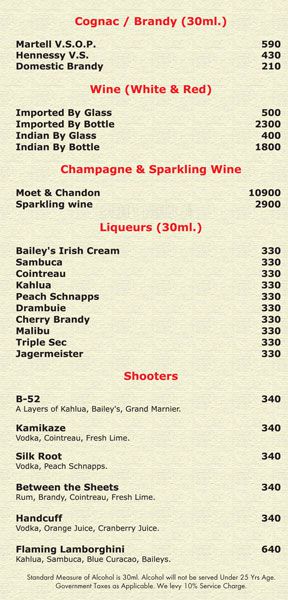 Cognac / Brandy (30ml.)
Martell V.S.O.P. 590
Hennessy V.S. 430
Domestic Brandy 210
Wine (White & Red)
Imported By Glass 500
Imported By Bottle 2300
Indian By Glass 400
Indian By Bottle 1800
Champagne & Sparkling Wine
Moet & Chandon 10900
Sparkling wine 2900
Liqueurs (30ml.)
Bailey's Irish Cream 330
Sambuca 330
Cointreau 330
Kahlua 330
Peach Schnapps 330
Drambuie 330
Cherry Brandy 330
Malibu 330
Triple Sec 330
Jagermeister 330
Shooters
B-52 340
A Layers of Kahlua, Bailey's, Grand Marnier.
Kamikaze 340
Vodka, Cointreau, Fresh Lime.
Silk Root 340
Vodka, Peach Schnapps.
Between the Sheets 340
Rum, Brandy, Cointreau, Fresh Lime.
Handcuff 340
Vodka, Orange Juice, Cranberry Juice.
Flaming Lamborghini 640
Kahlua, Sambuca, Blue Curacao, Baileys.
Standard Measure of Alcohol is 30ml. Alcohol will not be served Under 25 Yrs Age.
Government Taxes as Applicable. We levy 10% Service Charge.